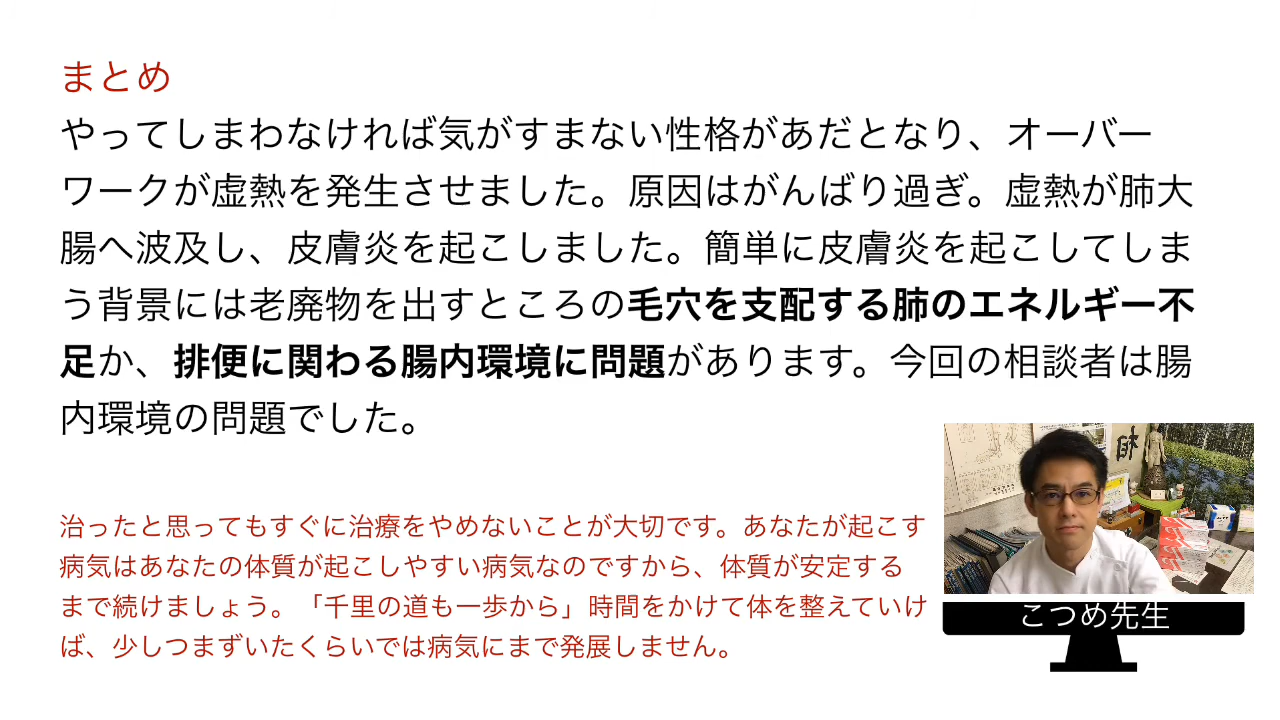 まとめ
やってしまわなければ気がすまない性格があだとなり、オーバー
ワークが虚熱を発生させました。原因はがんばり過ぎ。虚熱が肺大
腸へ波及し、皮膚炎を起こしました。簡単に皮膚炎を起こしてしま
う背景には老廃物を出すところの毛穴を支配する肺のエネルギー不
足か、排便に関わる腸内環境に問題があります。今回の相談者は腸
内環境の問題でした。
治ったと思ってもすぐに治療をやめないことが大切です。あなたが起こす
病気はあなたの体質が起こしやすい病気なのですから、体質が安定する
まで続けましょう。「千里の道も一歩から」時間をかけて体を整えていけ
ば、少しつまずいたくらいでは病気にまで発展しません。
こつめ先生